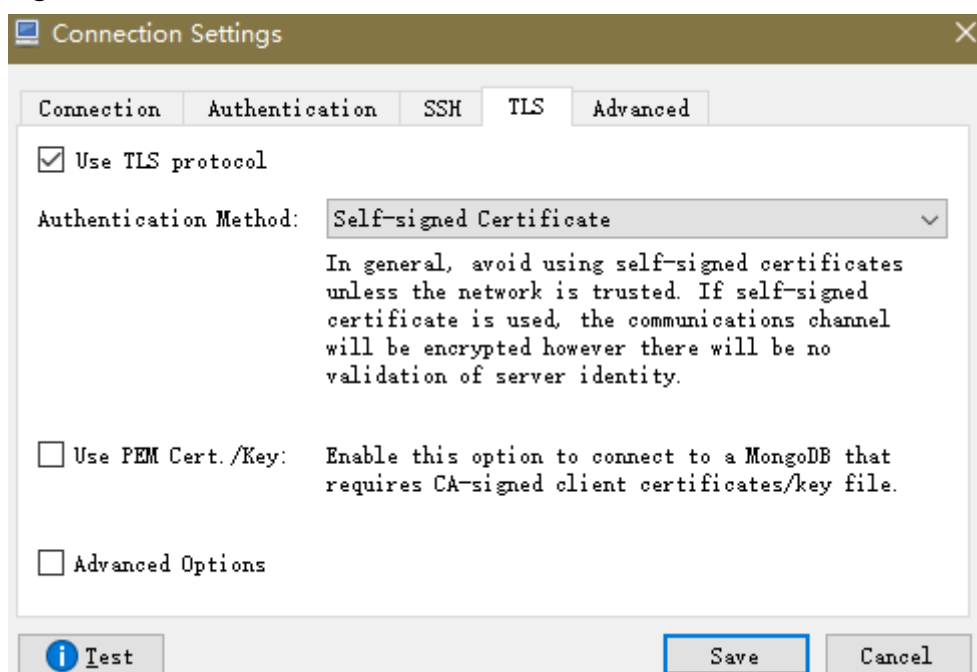 Connection Settings
Connection Authentication SSH TLS Advanced
Use TLS protocol
Authentication Method: Self-signed Certificate
In general, avoid using self-signed certificates
unless the network is trusted. If self-signed
certificate is used, the communications channel
will be encrypted however there will be no
validation of server identity.
Use PEM Cert./Key: Enable this option to connect to a MongoDB that
requires CA-signed client certificates/key file.
Advanced Options
Test Save Cancel